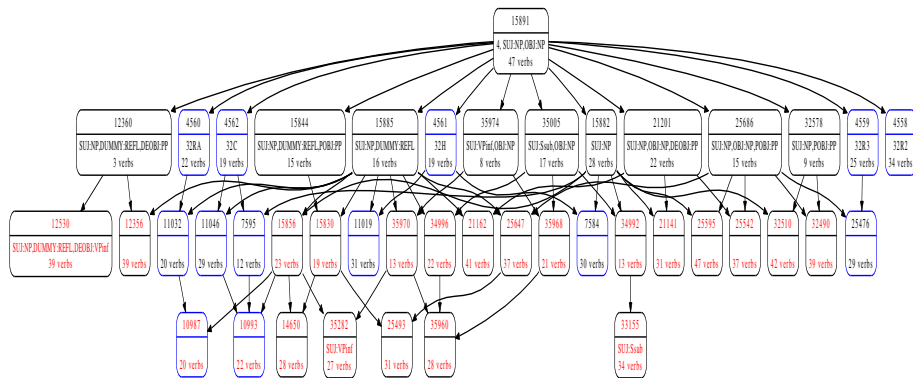 15891
4, SUJ:NP,OBJ:NP
47 verbs
12360
SUJ:NP,DUMMY:REFL,DEOBJ:PP
3 verbs
4560
32RA
22 verbs
4562
32C
19 verbs
15844
SUJ:NP,DUMMY:REFL,POBJ:PP
15 verbs
15885
SUJ:NP,DUMMY:REFL
16 verbs
4561
32H
19 verbs
35974
SUJ:VPinf,OBJ:NP
8 verbs
35005
SUJ:Ssub,OBJ:NP
17 verbs
15882
SUJ:NP
28 verbs
21201
SUJ:NP,OBJ:NP,DEOBJ:PP
22 verbs
25686
SUJ:NP,OBJ:NP,POBJ:PP
15 verbs
32578
SUJ:NP,POBJ:PP
9 verbs
4559
32R3
25 verbs
4558
32R2
34 verbs
12530
SUJ:NP,DUMMY:REFL,DEOBJ:VPinf
39 verbs
12356
39 verbs
11032
20 verbs
11046
29 verbs
7595
12 verbs
15856
23 verbs
15830
19 verbs
11019
31 verbs
35970
13 verbs
34996
22 verbs
21162
41 verbs
25647
37 verbs
35968
21 verbs
7584
30 verbs
34992
13 verbs
21141
31 verbs
25595
47 verbs
25542
37 verbs
32510
42 verbs
32490
39 verbs
25476
29 verbs
10987
20 verbs
10993
22 verbs
14650
28 verbs
35282
SUJ:VPinf
27 verbs
25493
31 verbs
35960
28 verbs
33155
SUJ:Ssub
34 verbs